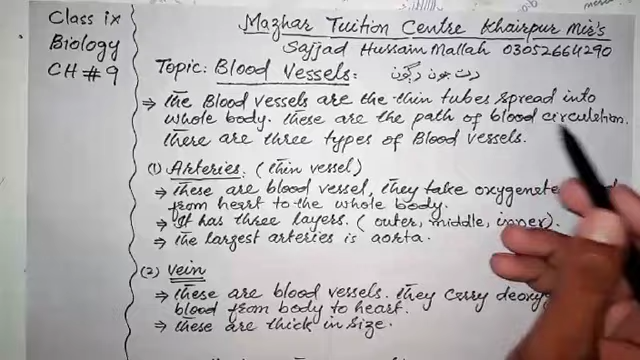 Class ix
Biology
CH # 9
Mazhar Tuition Centre Khairpur Mir's
Sajjad Hussain Mallah 03052664290
Topic: Blood Vessels: رت جون رڳون
⇒ The Blood vessels are the thin tubes spread into
whole body. These are the path of blood circulation.
There are three types of Blood vessels.
(1) Arteries. (thin vessel)
⇒ These are blood vessel, They take oxygenete
from heart to the whole body.
⇒ It has three layers. (outer, middle, inner).
⇒ The largest arteries is aorta.
(2) Vein
⇒ These are blood vessels. They carry deoxy
blood from body to heart.
⇒ These are thick in size.